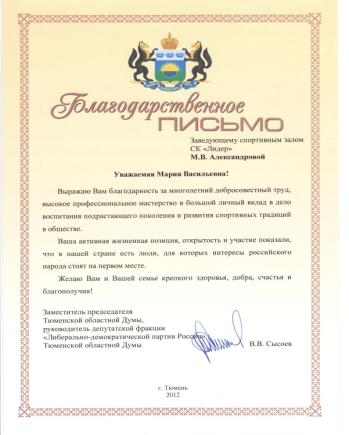 Благодарственное
ПИСЬМО
Заведующему спортивным залом
СК «Лидер»
М.В. Александровой
Уважаемая Мария Васильевна!
Выражаю Вам благодарность за многолетний добросовестный труд,
высокое профессиональное мастерство и большой личный вклад в дело
воспитания подрастающего поколения и развития спортивных традиций
в обществе.
Ваша активная жизненная позиция, открытость и участие показали,
что в нашей стране есть люди, для которых интересы российского
народа стоят на первом месте.
Желаю Вам и Вашей семье крепкого здоровья, добра, счастья и
благополучия!
Заместитель председателя
Тюменской областной Думы,
руководитель депутатской фракции
«Либерально-демократической партии России»
Тюменской областной Думы
В.В. Сысоев
г. Тюмень
2012